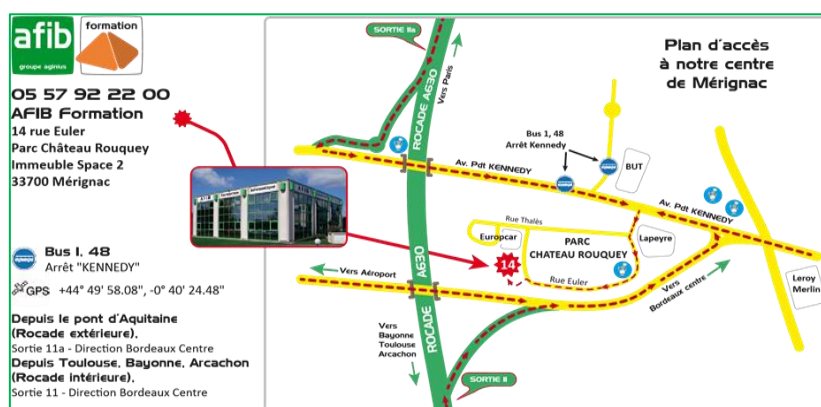 afib
groupe aginius
formation
05 57 92 22 00
AFIB Formation
14 rue Euler
Parc Château Rouquey
Immeuble Space 2
33700 Mérignac
Bus 1, 48
Arrêt "KENNEDY"
GPS +44° 49' 58.08", -0° 40' 24.48"
Depuis le pont d'Aquitaine
(Rocade extérieure),
Sortie 11a - Direction Bordeaux Centre
Depuis Toulouse, Bayonne, Arcachon
(Rocade intérieure),
Sortie 11 - Direction Bordeaux Centre
Plan d'accès
à notre centre
de Mérignac
SORTIE 11a
ROCADE A630
Vers Paris
Bus 1, 48
Arrêt Kennedy
BUT
Av. Pdt KENNEDY
Av. Pdt KENNEDY
Rue Thalès
Europcar
PARC
CHATEAU ROUQUEY
Lapeyre
14
Rue Euler
AFIB
Vers Aéroport
ROCADE A630
Vers
Bordeaux centre
Leroy
Merlin
Vers
Bayonne
Toulouse
Arcachon
SORTIE 11